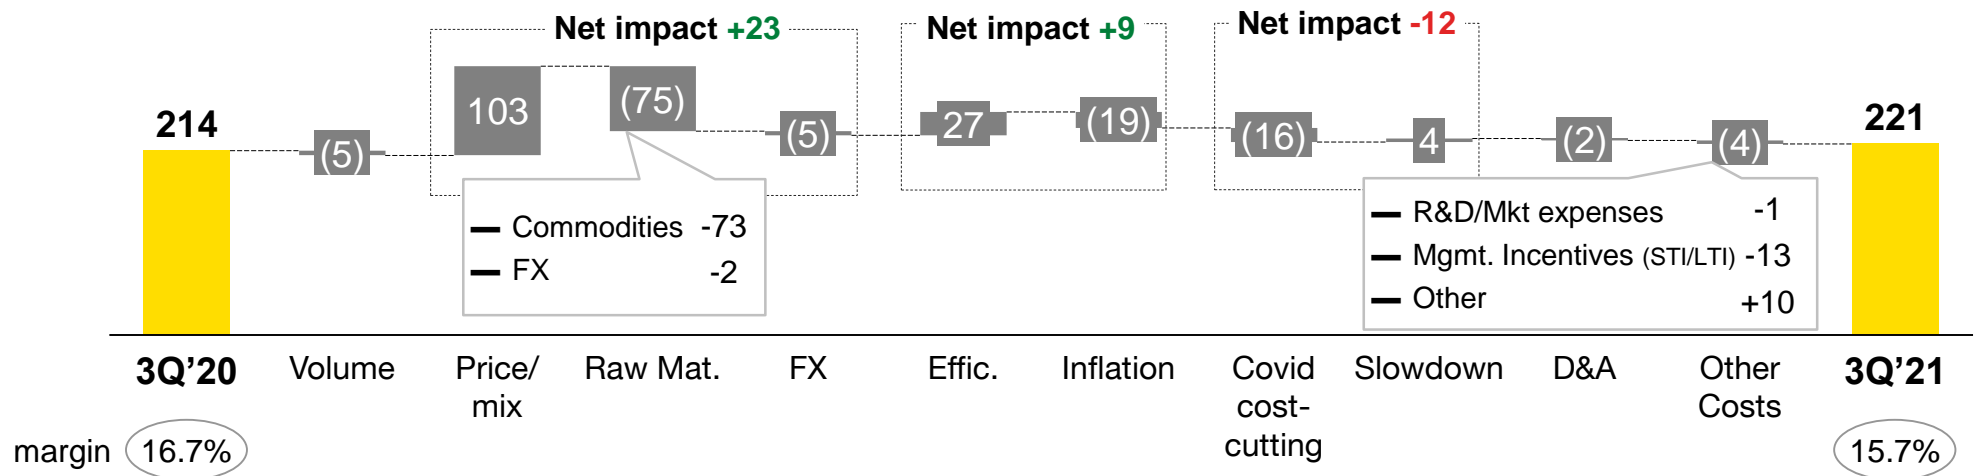 Net impact +23
Net impact +9
Net impact -12
214
(5)
103
(75)
(5)
27
(19)
(16)
4
(2)
(4)
221
Commodities -73
FX -2
R&D/Mkt expenses -1
Mgmt. Incentives (STI/LTI) -13
Other +10
3Q’20
Volume
Price/
mix
Raw Mat.
FX
Effic.
Inflation
Covid
cost-
cutting
Slowdown
D&A
Other
Costs
3Q’21
margin 16.7%
15.7%